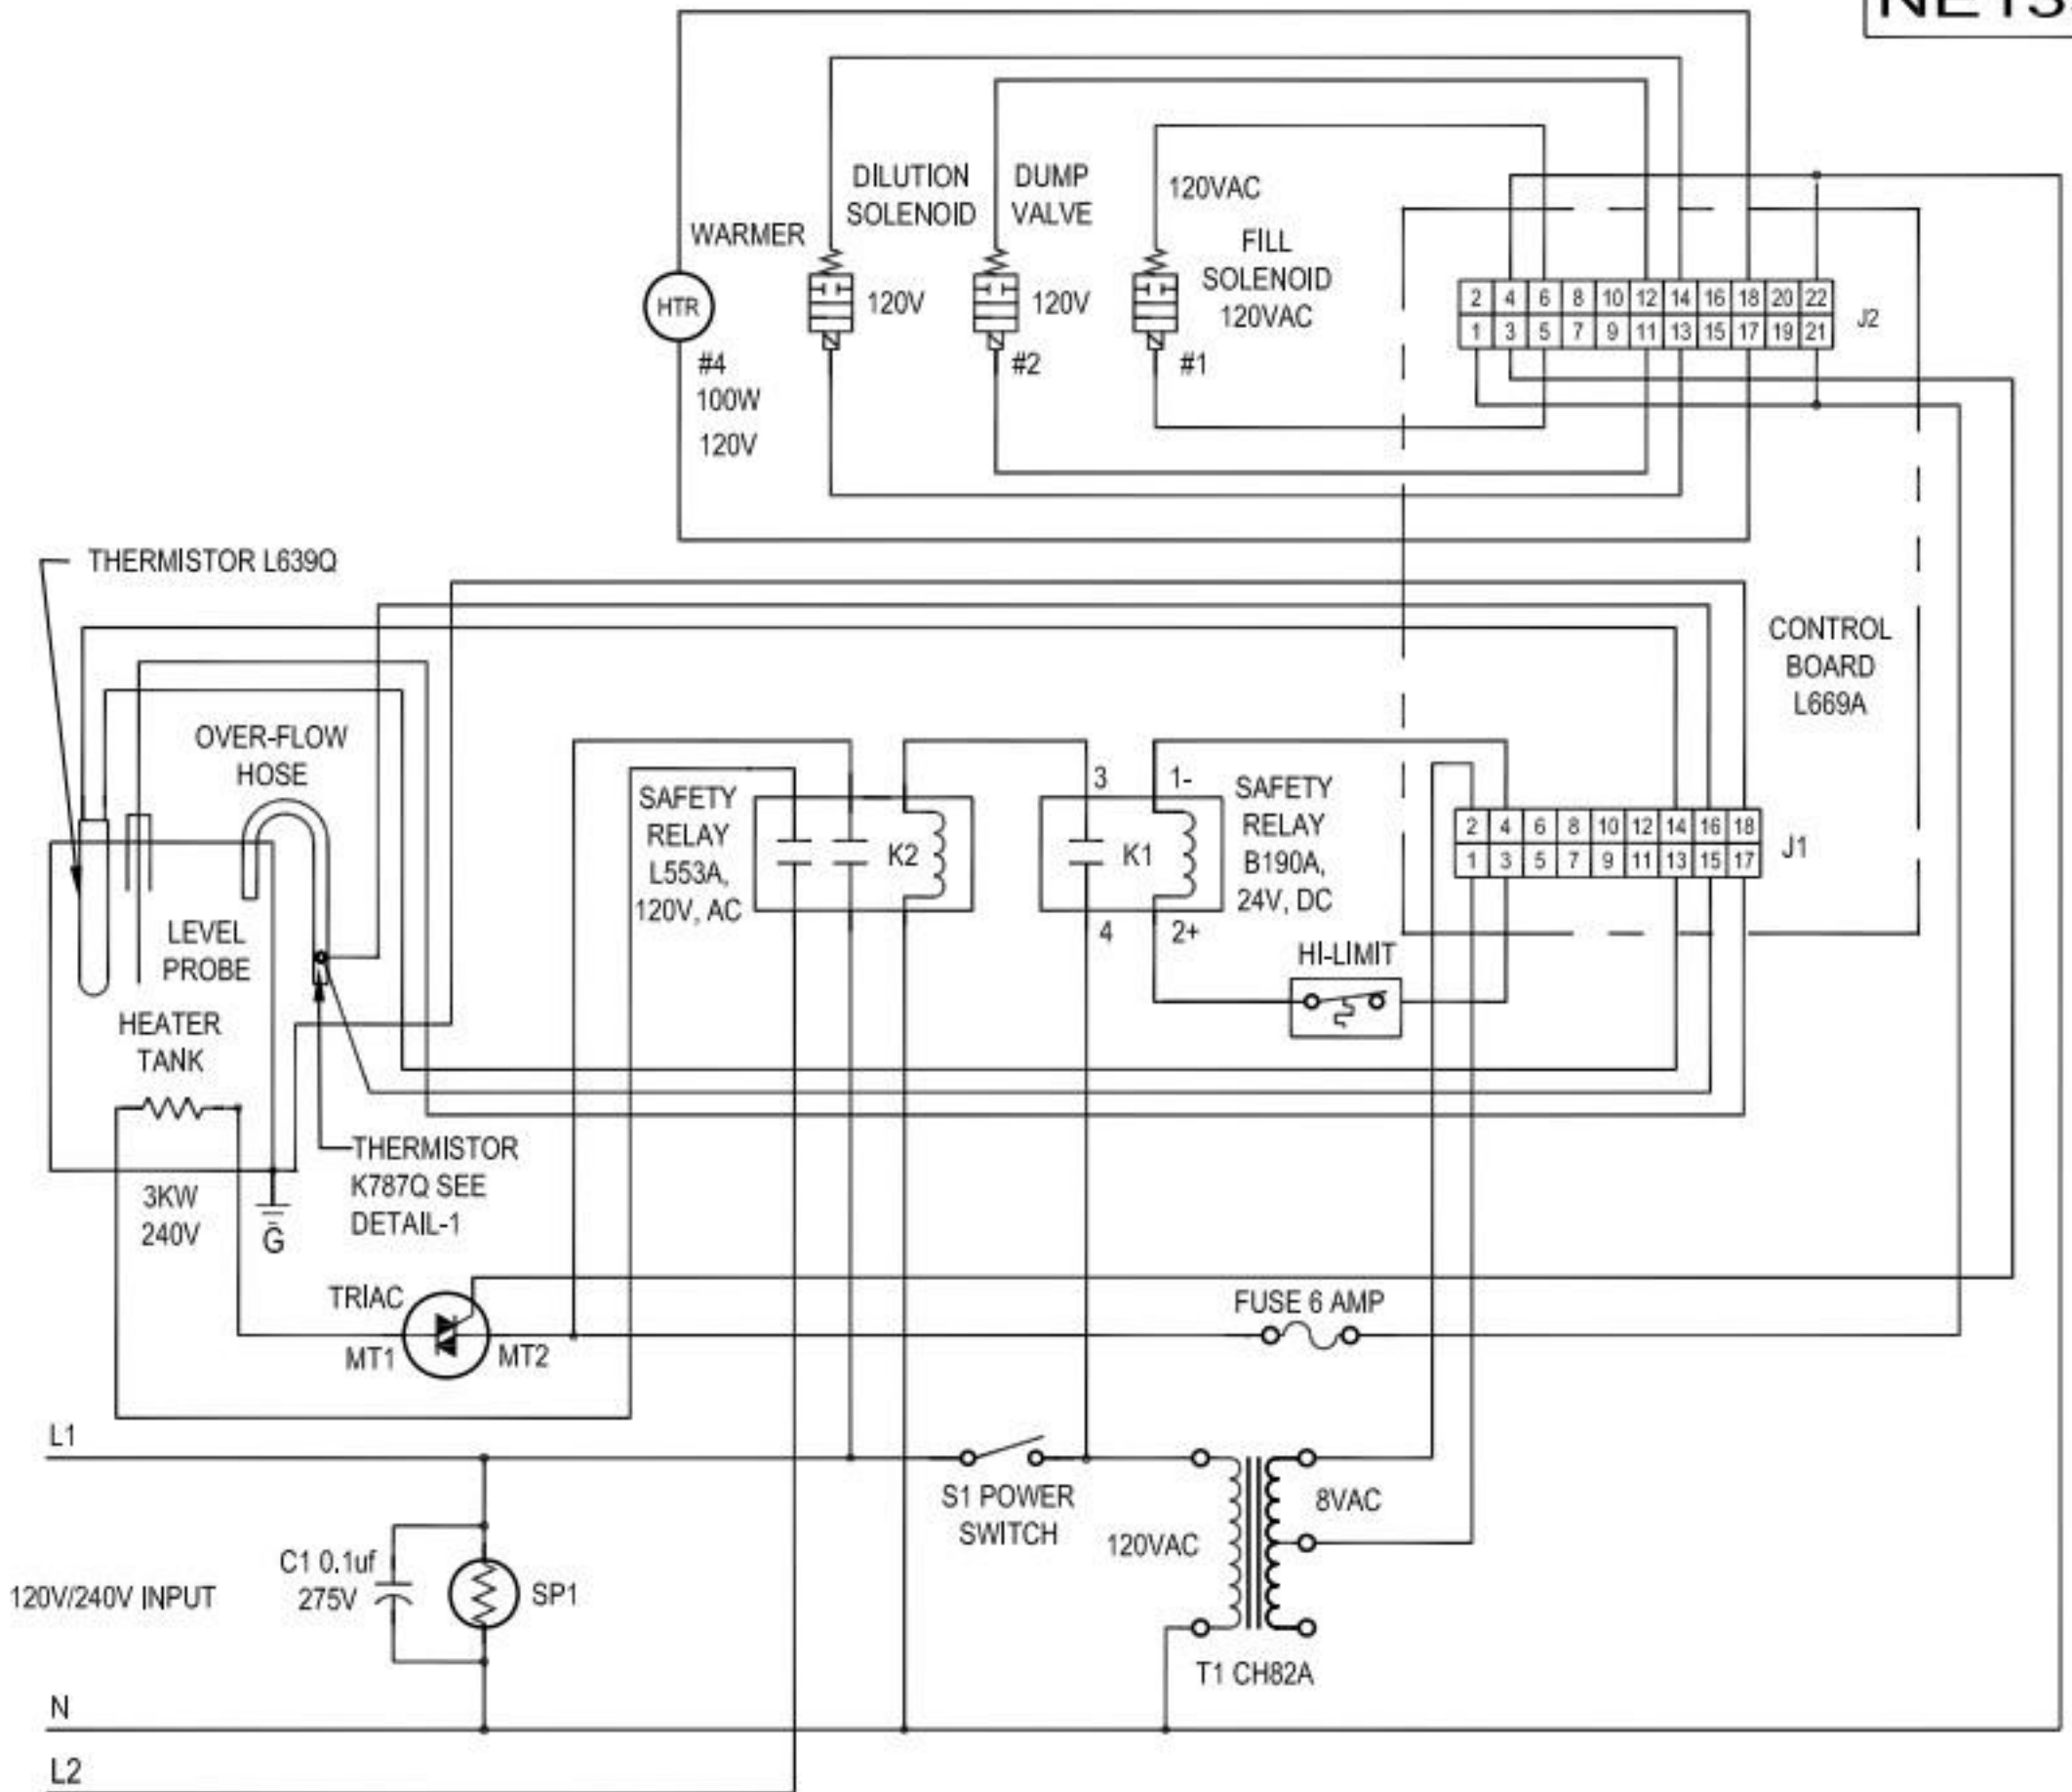 WARMER
HTR
#4
100W
120V
DILUTION
SOLENOID
120V
DUMP
VALVE
120V
#2
120VAC
FILL
SOLENOID
120VAC
#1
2 4 6 8 10 12 14 16 18 20 22
1 3 5 7 9 11 13 15 17 19 21
J2
THERMISTOR L639Q
CONTROL
BOARD
L669A
OVER-FLOW
HOSE
LEVEL
PROBE
HEATER
TANK
3KW
240V
G
THERMISTOR
K787Q SEE
DETAIL-1
SAFETY
RELAY
L553A,
120V, AC
K2
3 1-
K1
4 2+
SAFETY
RELAY
B190A,
24V, DC
HI-LIMIT
2 4 6 8 10 12 14 16 18
1 3 5 7 9 11 13 15 17
J1
TRIAC
MT1 MT2
FUSE 6 AMP
L1
S1 POWER
SWITCH
120VAC
8VAC
T1 CH82A
120V/240V INPUT
C1 0.1uf
275V
SP1
N
L2